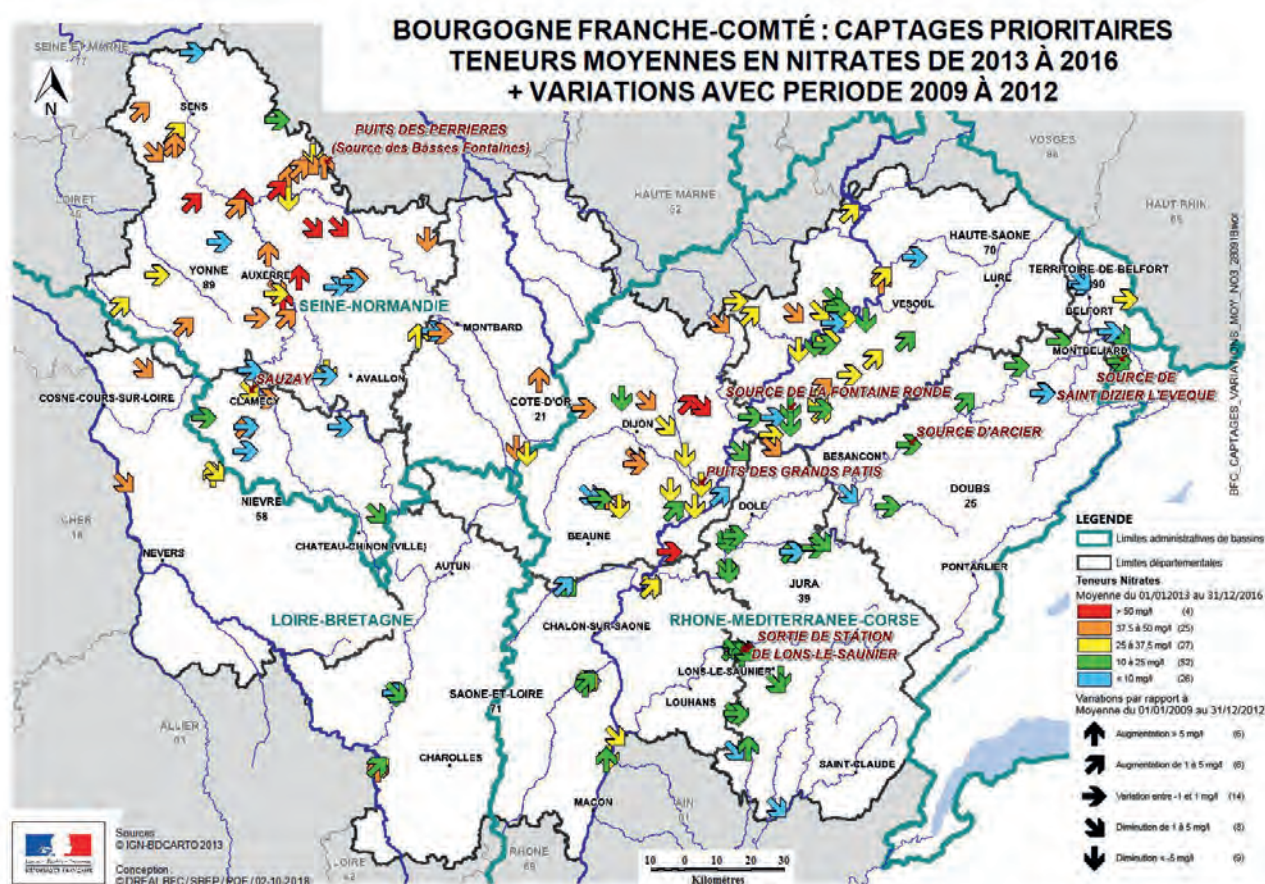 BOURGOGNE FRANCHE-COMTÉ : CAPTAGES PRIORITAIRES
TENEURS MOYENNES EN NITRATES DE 2013 À 2016
+ VARIATIONS AVEC PERIODE 2009 À 2012
SEINE ET MARNE
77
N
SENS
PUITS DES PERRIERES
(Source des Basses Fontaines)
VOSGES
88
HAUTE MARNE
52
HAUT RHIN
LOIRET
HAUTE-SAONE
70
LURE
TERRITOIRE DE BELFORT
90
BELFORT
VESOUL
YONNE
89
AUXERRE
SEINE-NORMANDIE
MONTBARD
MONTBELIARD
SOURCE DE
SAINT DIZIER L'EVEQUE
AVALLON
SAUZAY
CLAMECY
COSNE-COURS-SUR-LOIRE
COTE-D'OR
21
DIJON
SOURCE DE LA FONTAINE RONDE
SOURCE D'ARCIER
BESANCON
PUITS DES GRANDS PATIS
DOLE
DOUBS
25
NIEVRE
58
CHER
18
NEVERS
CHATEAU-CHINON (VILLE)
BEAUNE
AUTUN
PONTARLIER
JURA
39
LOIRE-BRETAGNE
CHALON-SUR-SAONE
RHONE-MEDITERRANEE-CORSE
SORTIE DE STATION
DE LONS-LE-SAUNIER
LONS-LE-SAUNIER
SAONE-ET-LOIRE
71
LOUHANS
ALLIER
03
CHAROLLES
SAINT-CLAUDE
MACON
AIN
RHONE
69
LOIRE
42
LEGENDE
Limites administratives de bassins
Limites départementales
Teneurs Nitrates
Moyenne du 01/012013 au 31/12/2016
> 50 mg/l (4)
37.5 à 50 mg/l (25)
25 à 37.5 mg/l (27)
10 à 25 mg/l (52)
< 10 mg/l (26)
Variations par rapport à
Moyenne du 01/01/2009 au 31/12/2012
Augmentation > 5 mg/l (6)
Augmentation de 1 à 5 mg/l (6)
Variation entre -1 et 1 mg/l (14)
Diminution de 1 à 5 mg/l (8)
Diminution < -5 mg/l (9)
Sources
© IGN-BDCARTO 2013
Conception :
© DREAL BFC / SBEP / POE / 02-10-2018
10 0 10 20 30
Kilomètres